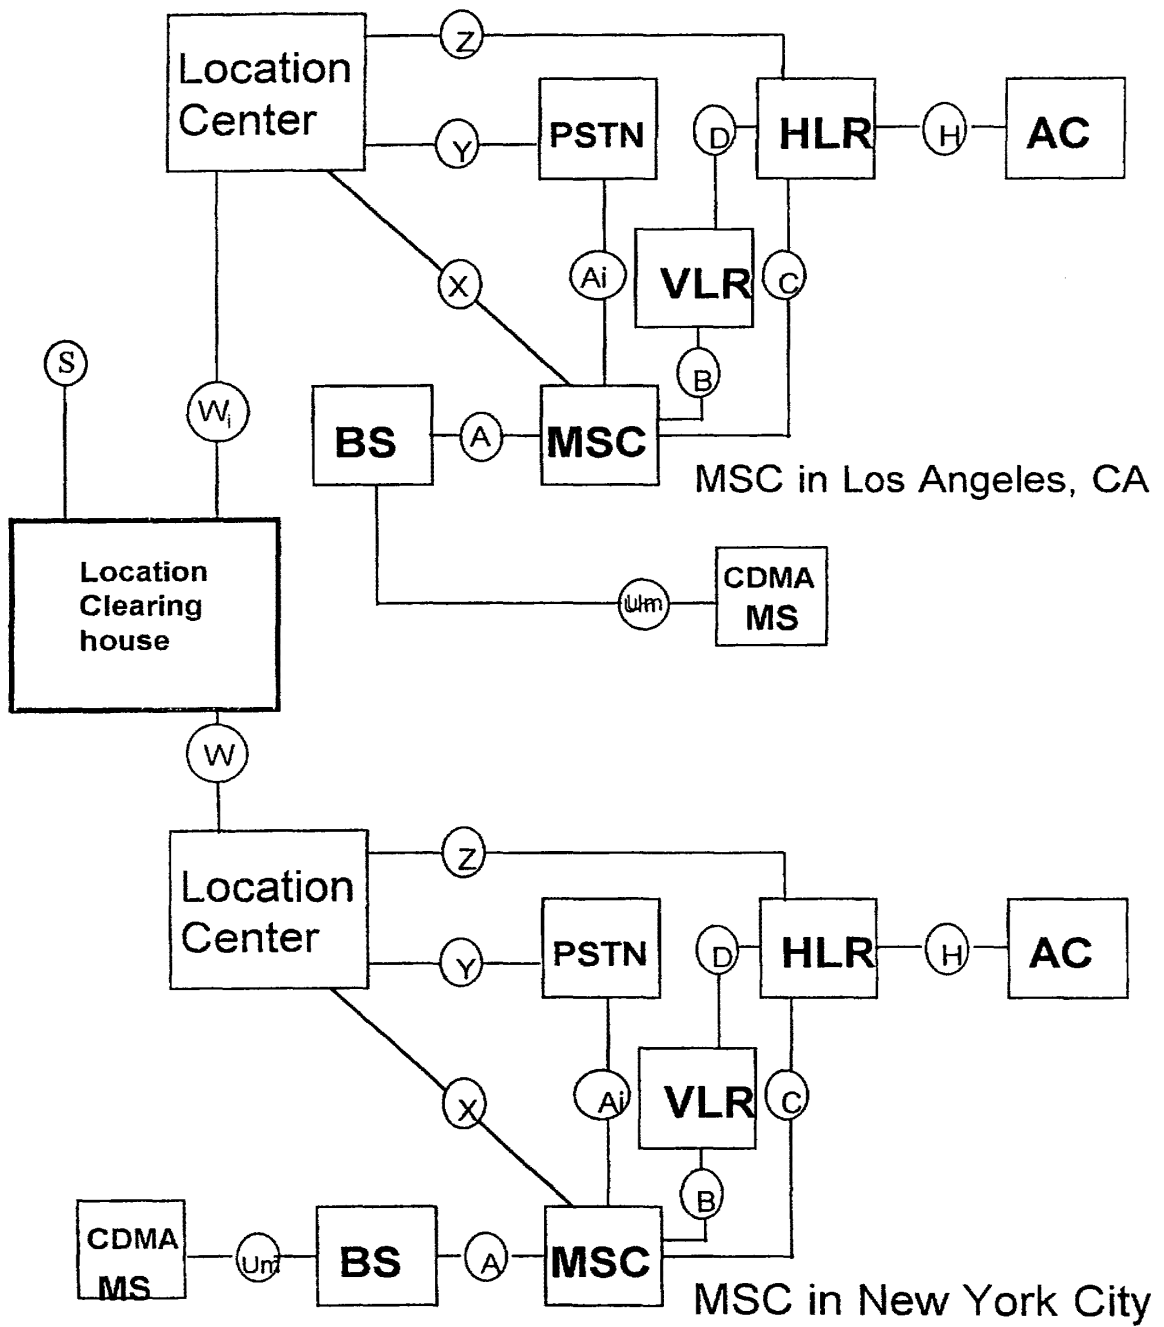 Z
Location
Center
PSTN
D
HLR
H
AC
Y
VLR
Ai
X
C
S
B
Wi
BS
A
MSC
MSC in Los Angeles, CA
Location
Clearing
house
CDMA
MS
Um
W
Z
Location
Center
PSTN
D
HLR
H
AC
Y
VLR
Ai
X
C
B
CDMA
MS
Um
BS
A
MSC
MSC in New York City